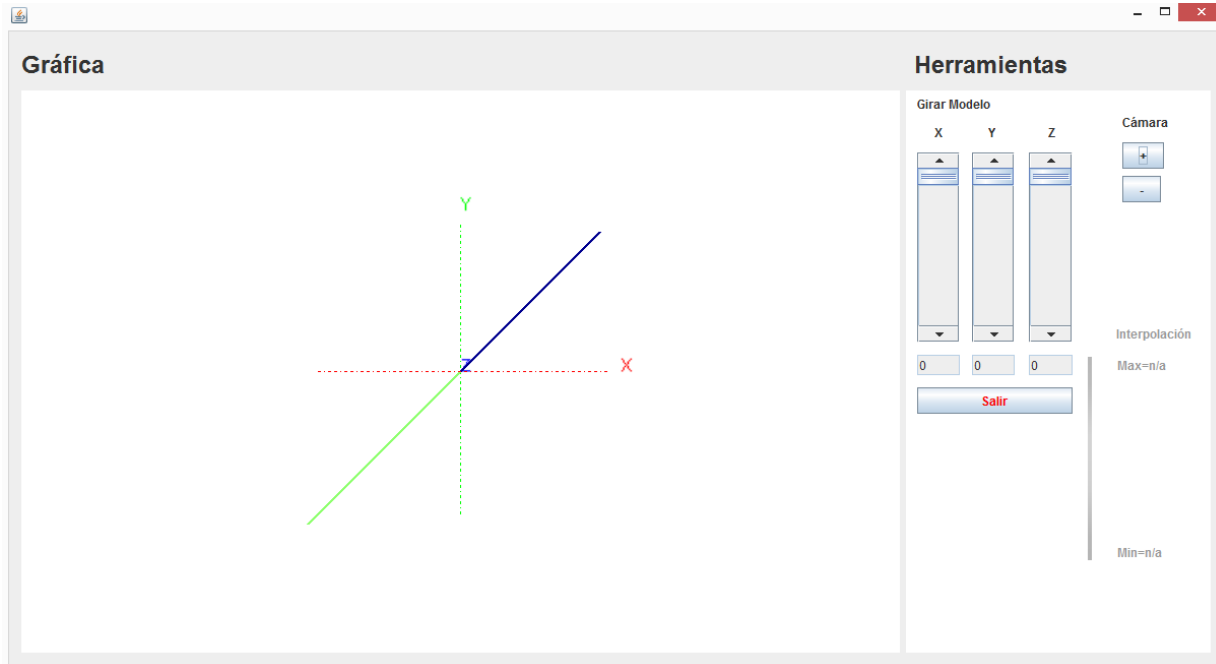 Gráfica
Y
Z
X
Herramientas
Girar Modelo
X Y Z
Cámara
+
-
Interpolación
0 0 0
Max=n/a
Salir
Min=n/a